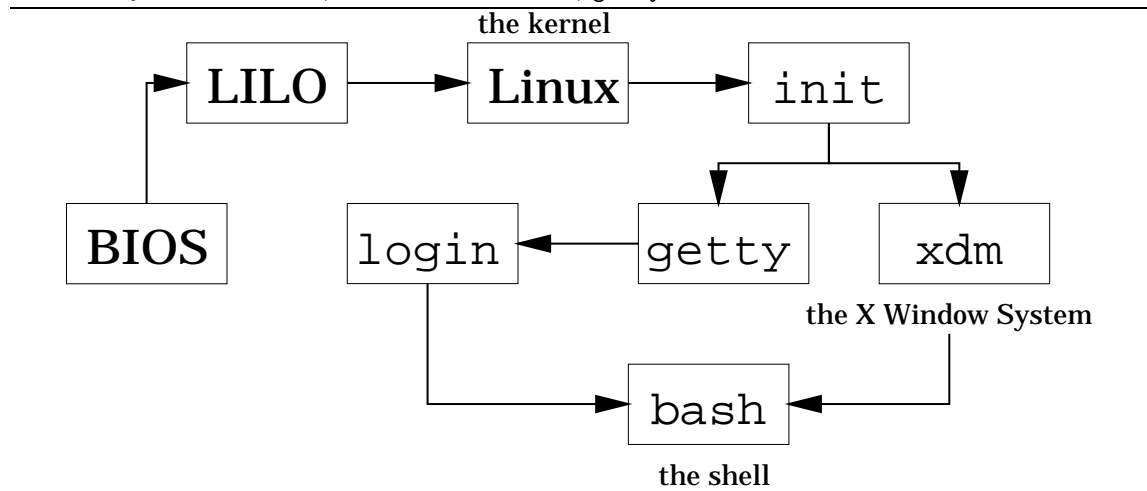 the kernel
LILO
Linux
init
BIOS
login
getty
xdm
the X Window System
bash
the shell